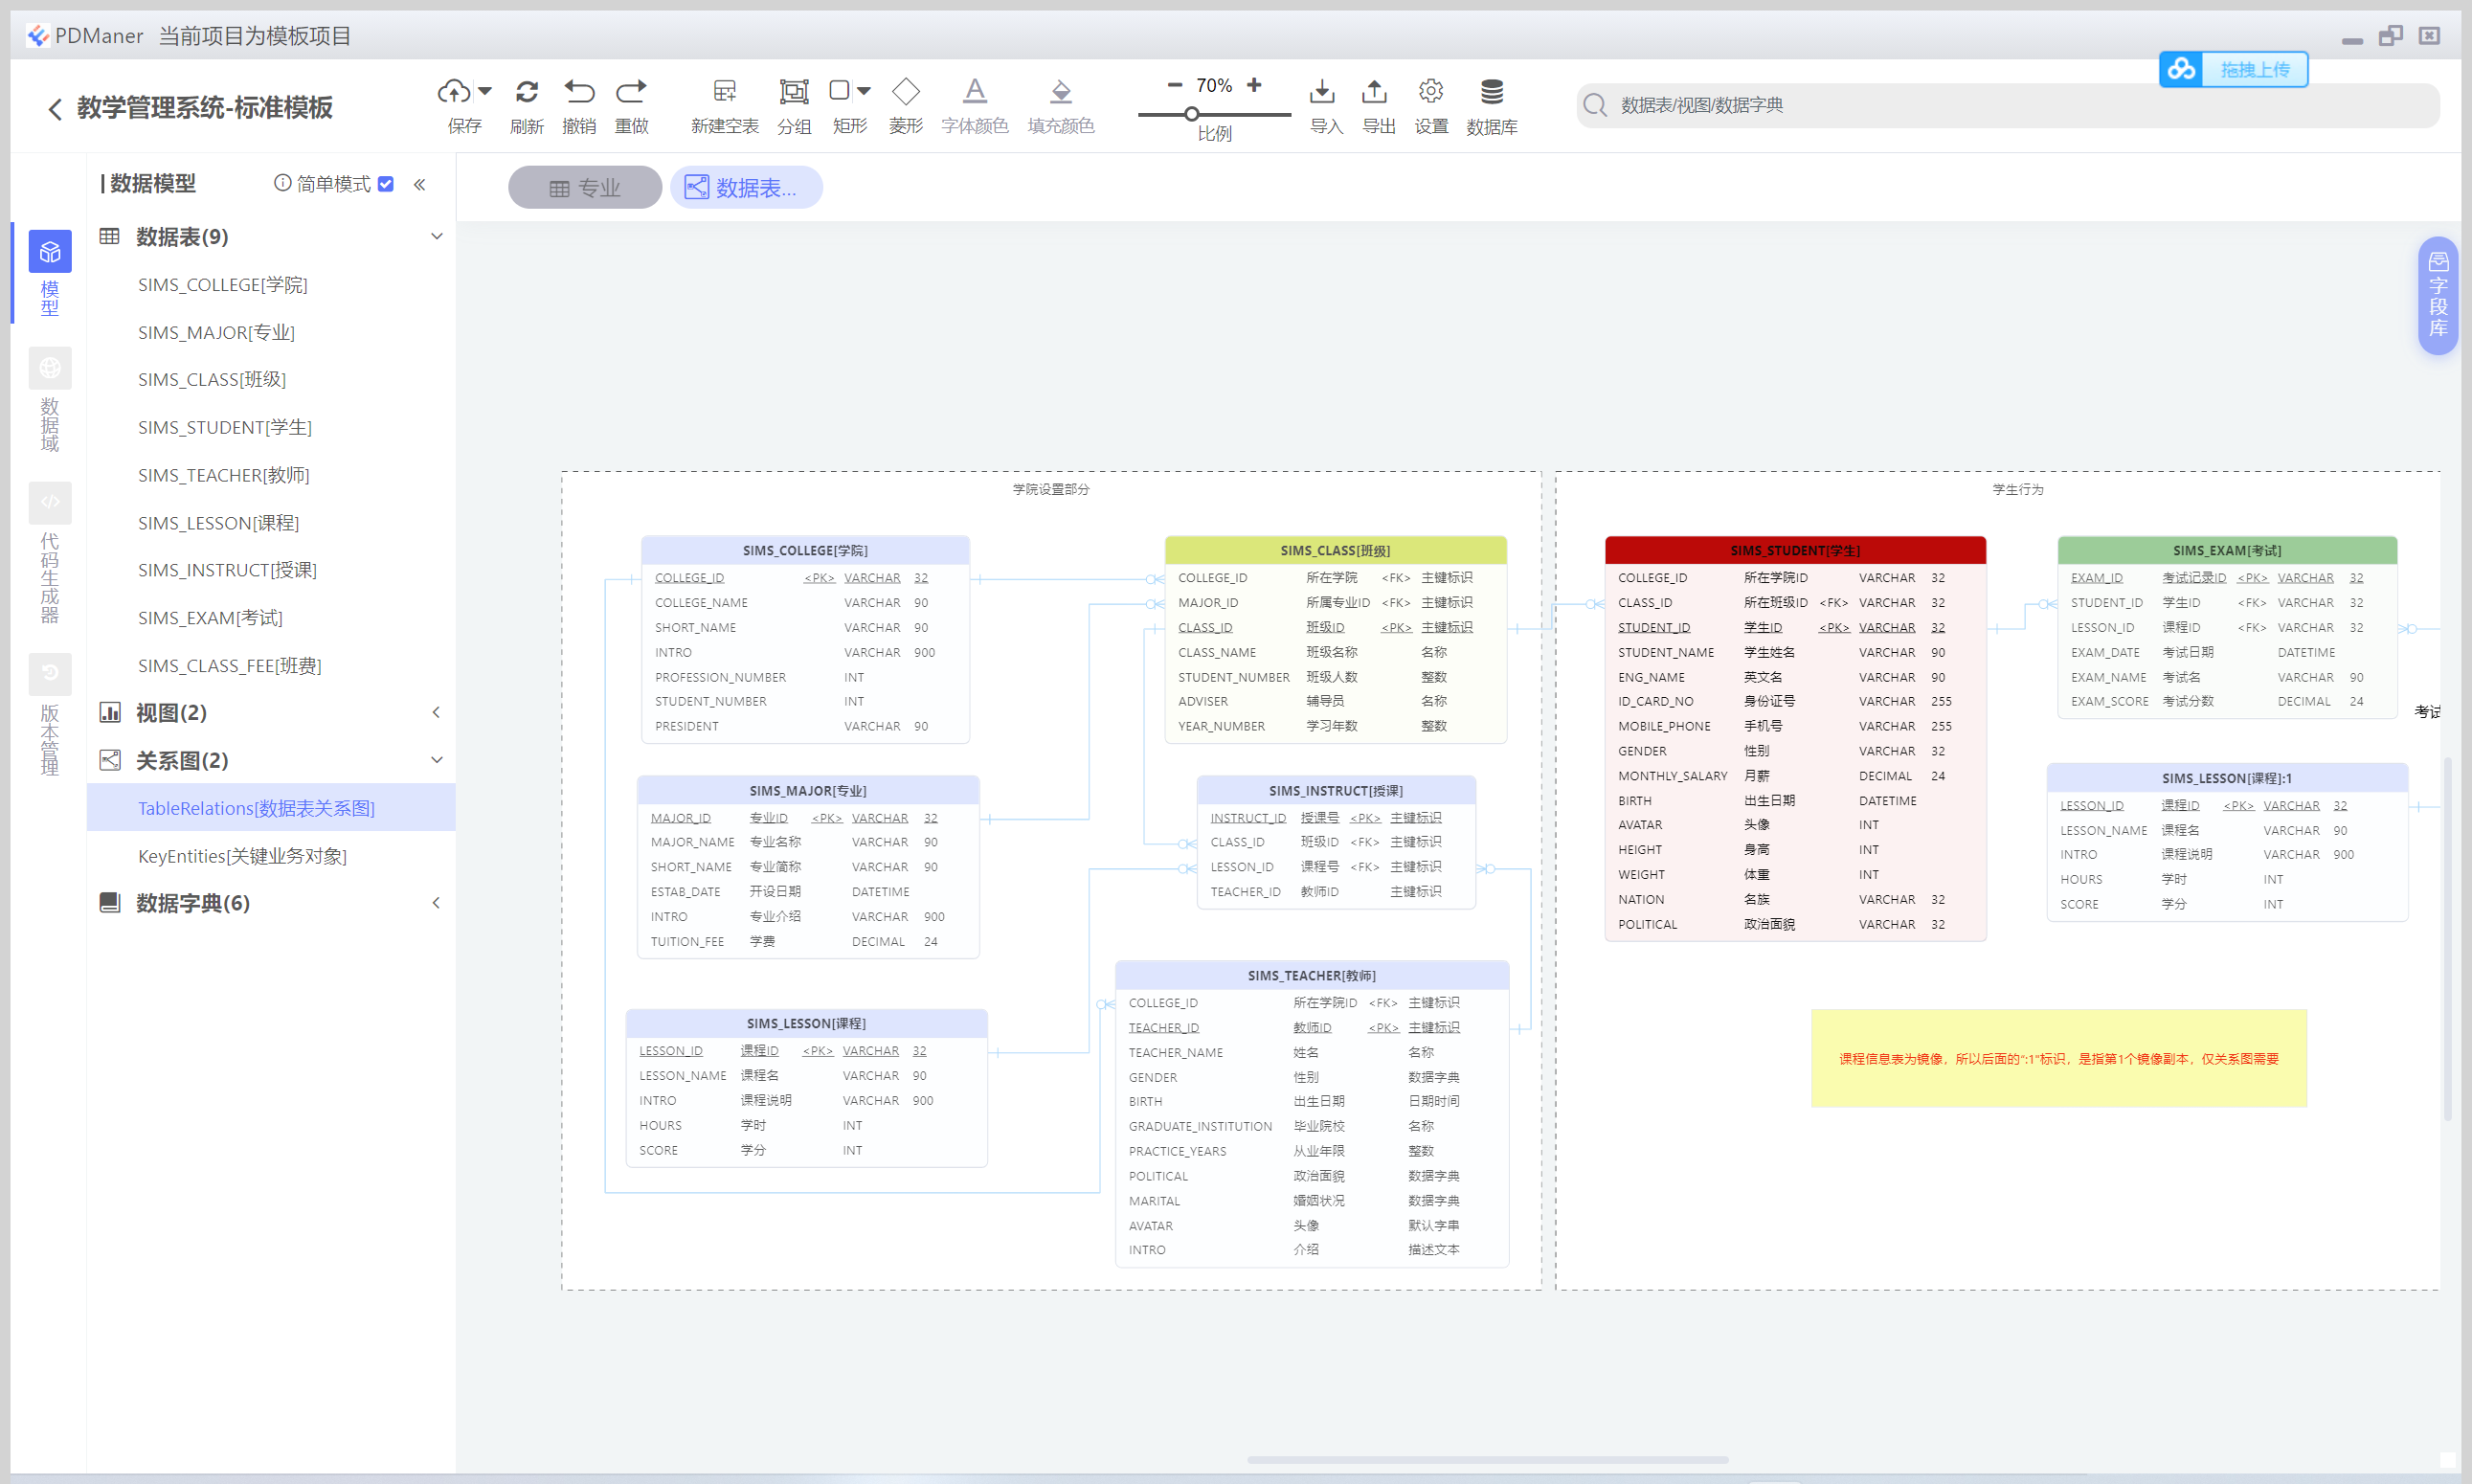 PDManer 当前项目为模板项目
拖拽上传
教学管理系统-标准模板
保存 刷新 撤销 重做 新建空表 分组 矩形 菱形 字体颜色 填充颜色
70%
比例
导入 导出 设置 数据库
数据表/视图/数据字典
模型
数据域
代码生成器
版本管理
数据模型 简单模式
数据表(9)
SIMS_COLLEGE[学院]
SIMS_MAJOR[专业]
SIMS_CLASS[班级]
SIMS_STUDENT[学生]
SIMS_TEACHER[教师]
SIMS_LESSON[课程]
SIMS_INSTRUCT[授课]
SIMS_EXAM[考试]
SIMS_CLASS_FEE[班费]
视图(2)
关系图(2)
TableRelations[数据表关系图]
KeyEntities[关键业务对象]
数据字典(6)
专业 数据表...
字段库
学院设置部分
SIMS_COLLEGE[学院]
COLLEGE_ID <PK> VARCHAR 32
COLLEGE_NAME VARCHAR 90
SHORT_NAME VARCHAR 90
INTRO VARCHAR 900
PROFESSION_NUMBER INT
STUDENT_NUMBER INT
PRESIDENT VARCHAR 90
SIMS_CLASS[班级]
COLLEGE_ID 所在学院 <FK> 主键标识
MAJOR_ID 所属专业ID <FK> 主键标识
CLASS_ID 班级ID <PK> 主键标识
CLASS_NAME 班级名称 名称
STUDENT_NUMBER 班级人数 整数
ADVISER 辅导员 名称
YEAR_NUMBER 学习年数 整数
SIMS_MAJOR[专业]
MAJOR_ID 专业ID <PK> VARCHAR 32
MAJOR_NAME 专业名称 VARCHAR 90
SHORT_NAME 专业简称 VARCHAR 90
ESTAB_DATE 开设日期 DATETIME
INTRO 专业介绍 VARCHAR 900
TUITION_FEE 学费 DECIMAL 24
SIMS_INSTRUCT[授课]
INSTRUCT_ID 授课号 <PK> 主键标识
CLASS_ID 班级ID <FK> 主键标识
LESSON_ID 课程号 <FK> 主键标识
TEACHER_ID 教师ID 主键标识
SIMS_LESSON[课程]
LESSON_ID 课程ID <PK> VARCHAR 32
LESSON_NAME 课程名 VARCHAR 90
INTRO 课程说明 VARCHAR 900
HOURS 学时 INT
SCORE 学分 INT
SIMS_TEACHER[教师]
COLLEGE_ID 所在学院ID <FK> 主键标识
TEACHER_ID 教师ID <PK> 主键标识
TEACHER_NAME 姓名 名称
GENDER 性别 数据字典
BIRTH 出生日期 日期时间
GRADUATE_INSTITUTION 毕业院校 名称
PRACTICE_YEARS 从业年限 整数
POLITICAL 政治面貌 数据字典
MARITAL 婚姻状况 数据字典
AVATAR 头像 默认字串
INTRO 介绍 描述文本
学生行为
SIMS_STUDENT[学生]
COLLEGE_ID 所在学院ID VARCHAR 32
CLASS_ID 所在班级ID <FK> VARCHAR 32
STUDENT_ID 学生ID <PK> VARCHAR 32
STUDENT_NAME 学生姓名 VARCHAR 90
ENG_NAME 英文名 VARCHAR 90
ID_CARD_NO 身份证号 VARCHAR 255
MOBILE_PHONE 手机号 VARCHAR 255
GENDER 性别 VARCHAR 32
MONTHLY_SALARY 月薪 DECIMAL 24
BIRTH 出生日期 DATETIME
AVATAR 头像 INT
HEIGHT 身高 INT
WEIGHT 体重 INT
NATION 名族 VARCHAR 32
POLITICAL 政治面貌 VARCHAR 32
SIMS_EXAM[考试]
EXAM_ID 考试记录ID <PK> VARCHAR 32
STUDENT_ID 学生ID <FK> VARCHAR 32
LESSON_ID 课程ID <FK> VARCHAR 32
EXAM_DATE 考试日期 DATETIME
EXAM_NAME 考试名 VARCHAR 90
EXAM_SCORE 考试分数 DECIMAL 24
考试
SIMS_LESSON[课程]:1
LESSON_ID 课程ID <PK> VARCHAR 32
LESSON_NAME 课程名 VARCHAR 90
INTRO 课程说明 VARCHAR 900
HOURS 学时 INT
SCORE 学分 INT
课程信息表为镜像，所以后面的":1"标识，是指第1个镜像副本，仅关系图需要